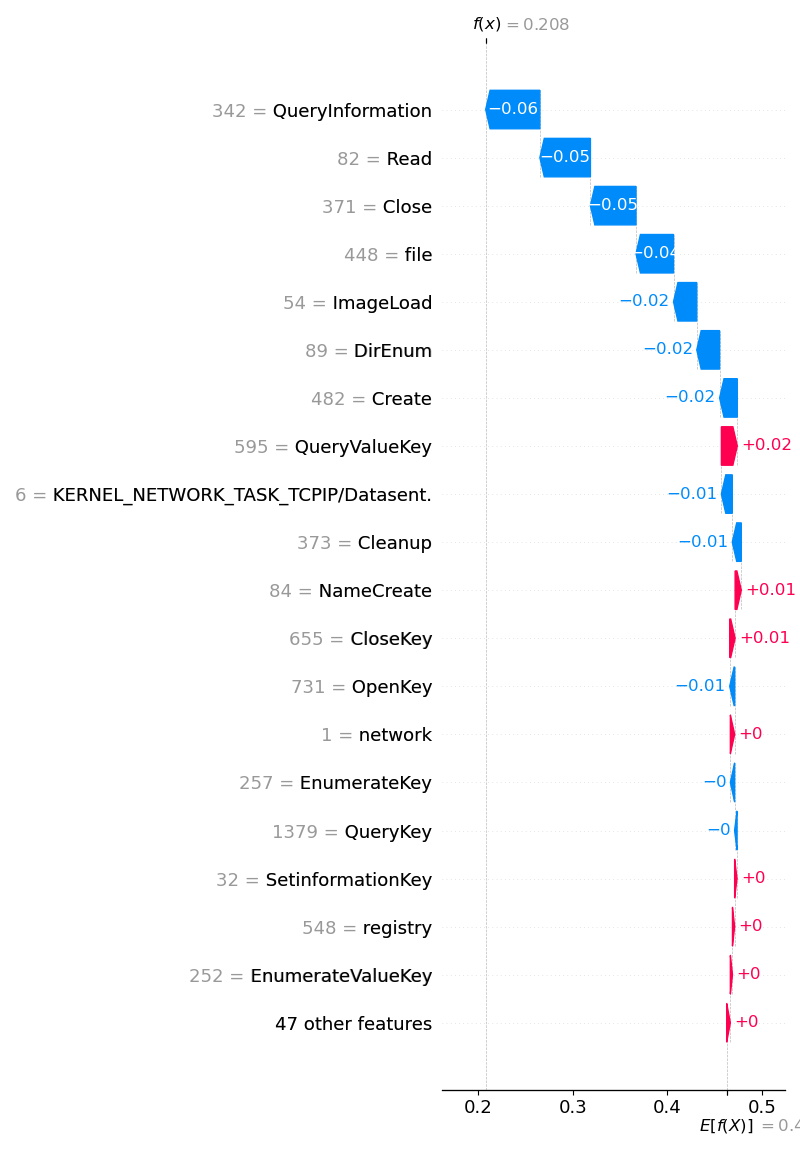 f(x) = 0.208
342 = QueryInformation −0.06
82 = Read −0.05
371 = Close −0.05
448 = file −0.04
54 = ImageLoad −0.02
89 = DirEnum −0.02
482 = Create −0.02
595 = QueryValueKey +0.02
6 = KERNEL_NETWORK_TASK_TCPIP/Datasent. −0.01
373 = Cleanup −0.01
84 = NameCreate +0.01
655 = CloseKey +0.01
731 = OpenKey −0.01
1 = network +0
257 = EnumerateKey −0
1379 = QueryKey −0
32 = SetinformationKey +0
548 = registry +0
252 = EnumerateValueKey +0
47 other features +0
0.2 0.3 0.4 0.5
E[f(X)] = 0.4